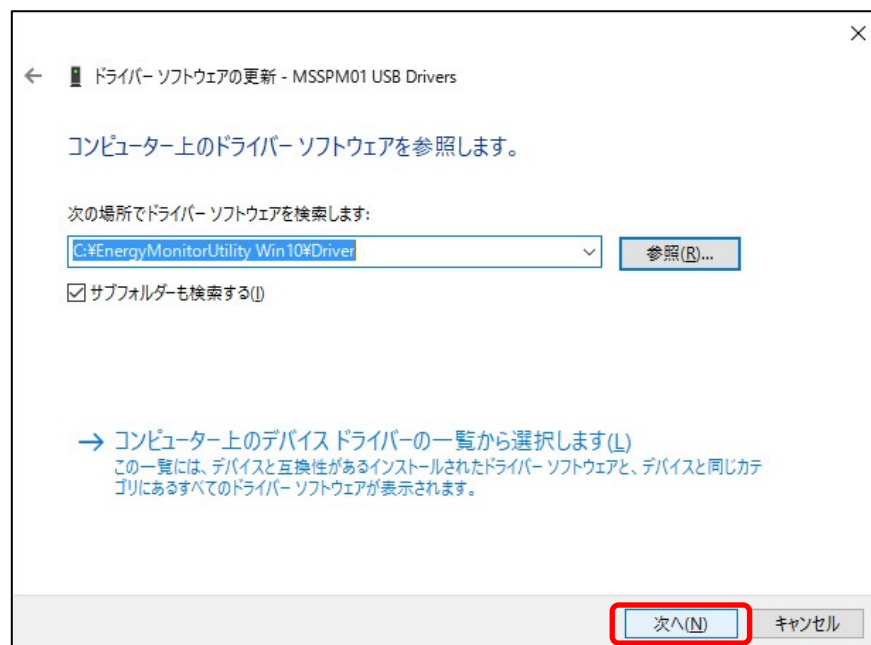 ドライバー ソフトウェアの更新 - MSSPM01 USB Drivers
コンピューター上のドライバー ソフトウェアを参照します。
次の場所でドライバー ソフトウェアを検索します:
C:¥EnergyMonitorUtility Win10¥Driver
参照(R)...
サブフォルダーも検索する(I)
コンピューター上のデバイス ドライバーの一覧から選択します(L)
この一覧には、デバイスと互換性があるインストールされたドライバー ソフトウェアと、デバイスと同じカテ
ゴリにあるすべてのドライバー ソフトウェアが表示されます。
次へ(N)
キャンセル